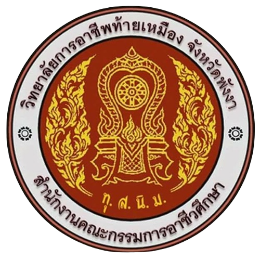 วิทยาลัยการอาชีพท้ายเหมือง จังหวัดพังงา
ทุ. ส. นิ. ม.
สำนักงานคณะกรรมการอาชีวศึกษา